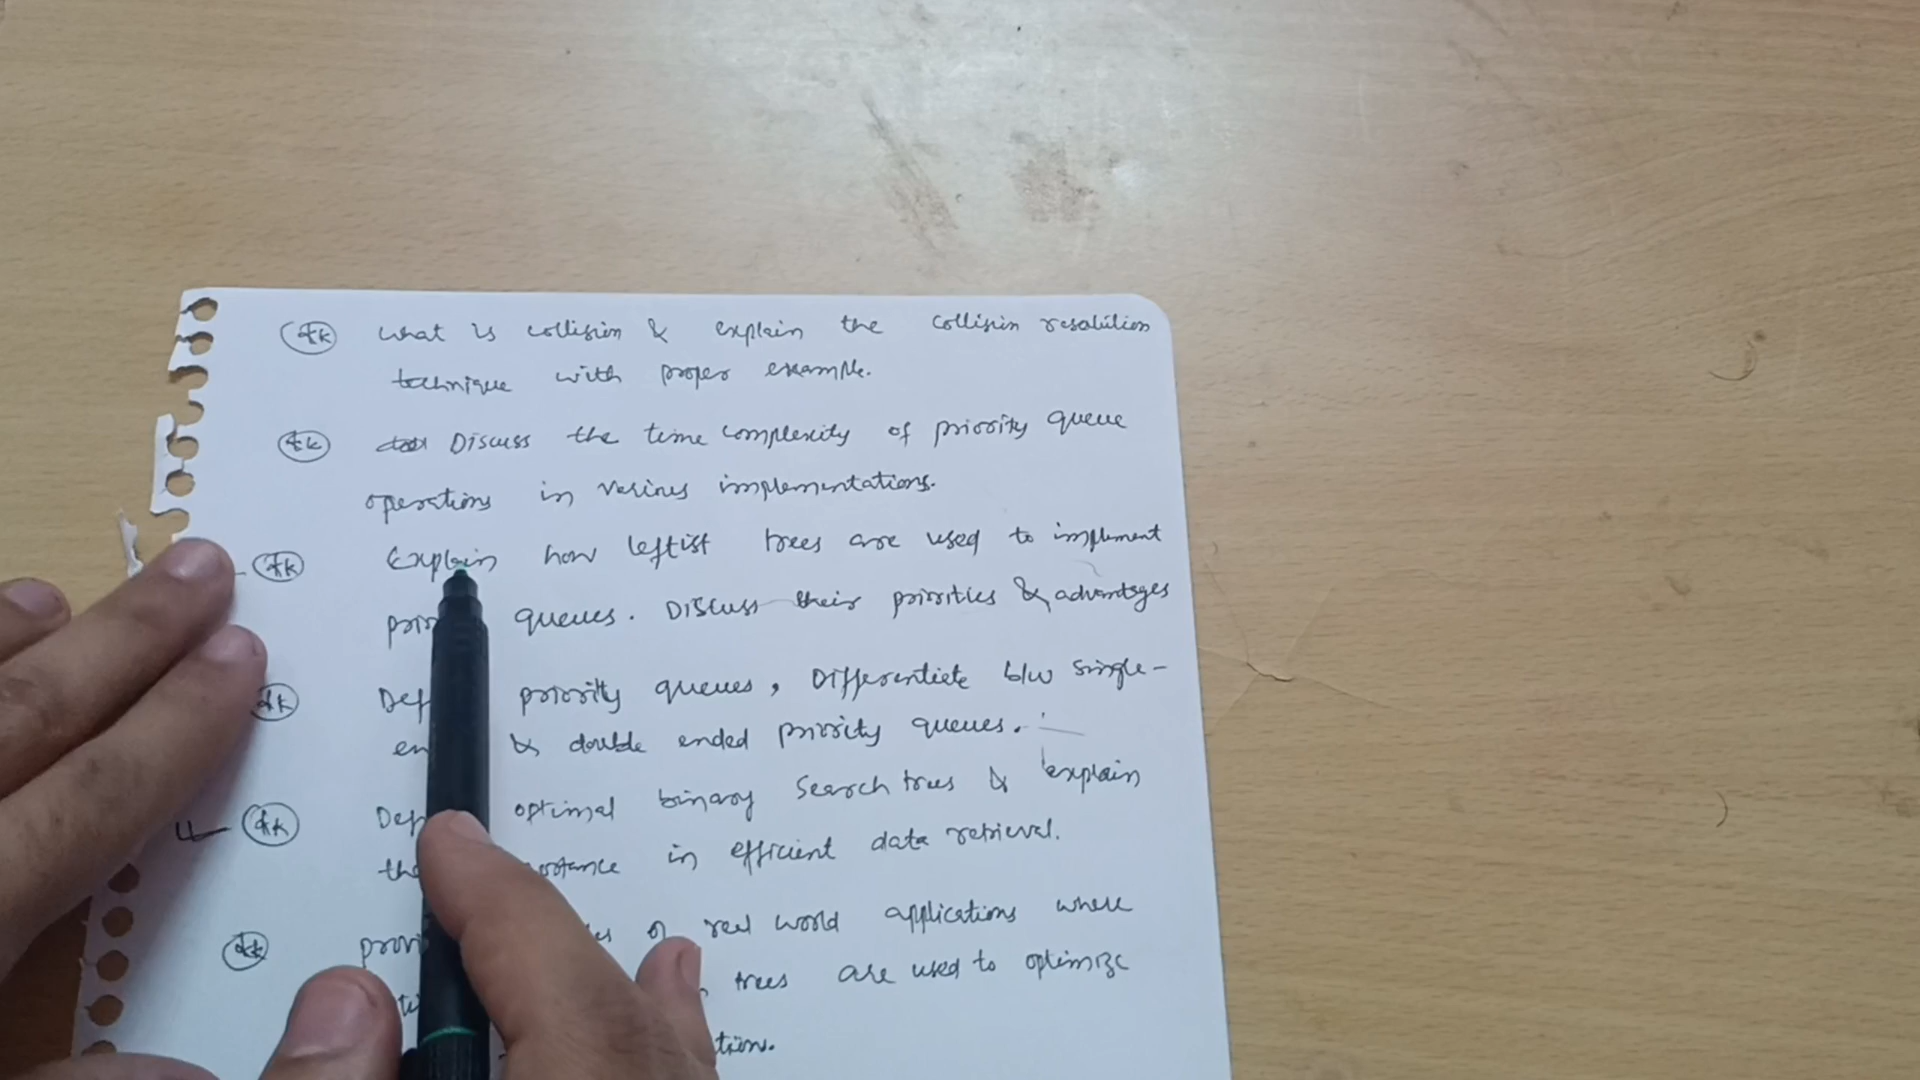 what is collision & explain the collision resolution
technique with proper example.
Discuss the time complexity of priority queue
operations in various implementations.
Explain how leftist trees are used to implement
queues. Discuss their priorities & advantages
priority queues, Differentiate b/w single-
& double ended priority queues.
optimal binary search trees & explain
in efficient data retrieval.
of real world applications where
trees are used to optimize